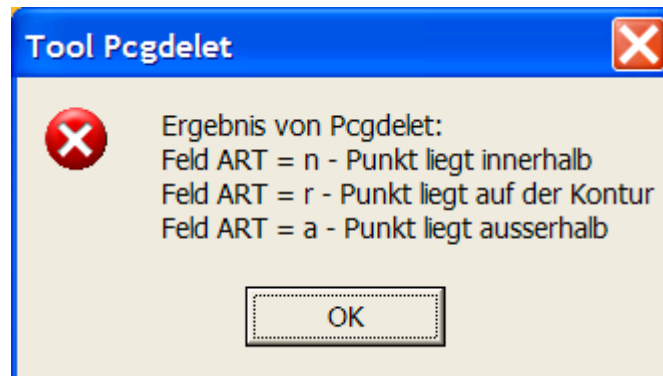 Tool Pcgdelet
Ergebnis von Pcgdelet:
Feld ART = n - Punkt liegt innerhalb
Feld ART = r - Punkt liegt auf der Kontur
Feld ART = a - Punkt liegt ausserhalb
OK